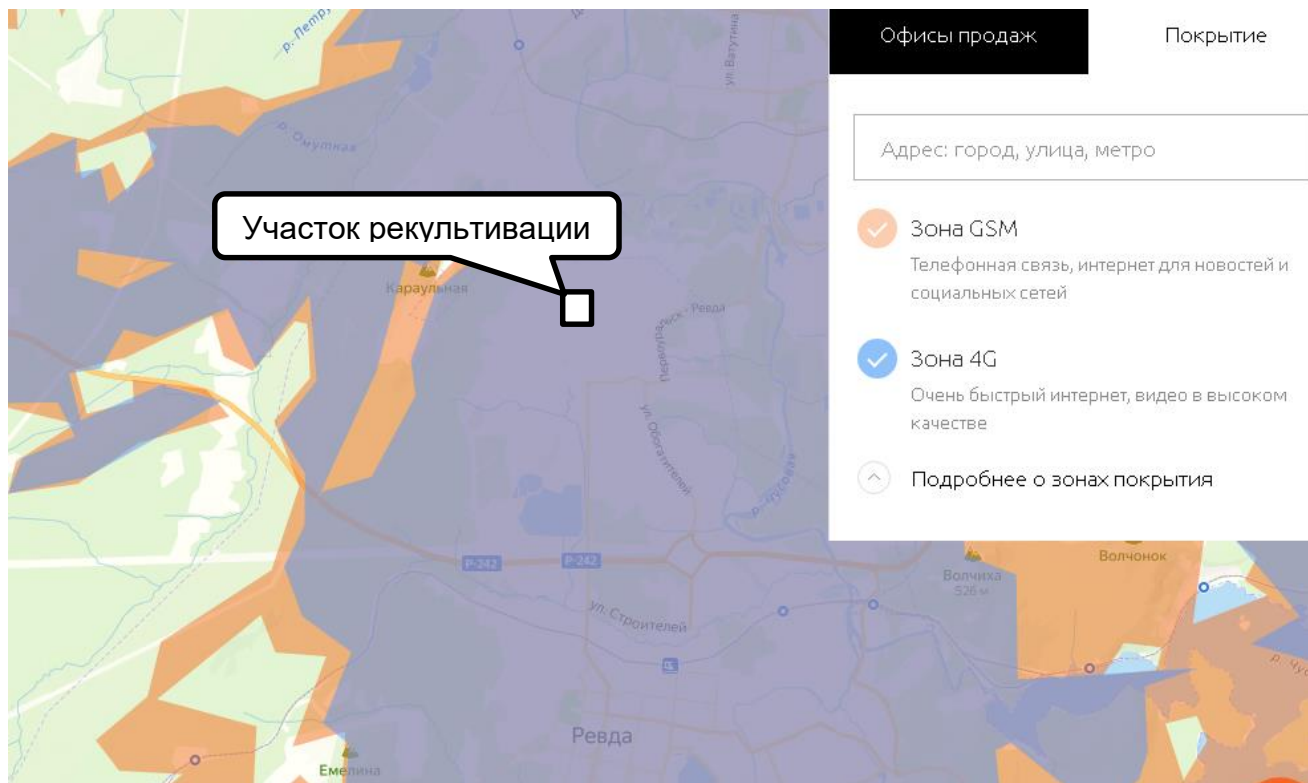 Офисы продаж
Покрытие
Адрес: город, улица, метро
Зона GSM
Телефонная связь, интернет для новостей и
социальных сетей
Зона 4G
Очень быстрый интернет, видео в высоком
качестве
Подробнее о зонах покрытия
ул. Ватутина
р. Омутная
Участок рекультивации
Караульная
Первоуральск - Ревда
ул. Обогатителей
р. Чусовая
Р-242
Р-242
Волчиха
526 м
Волчонок
ул. Строителей
Ревда
Емелина